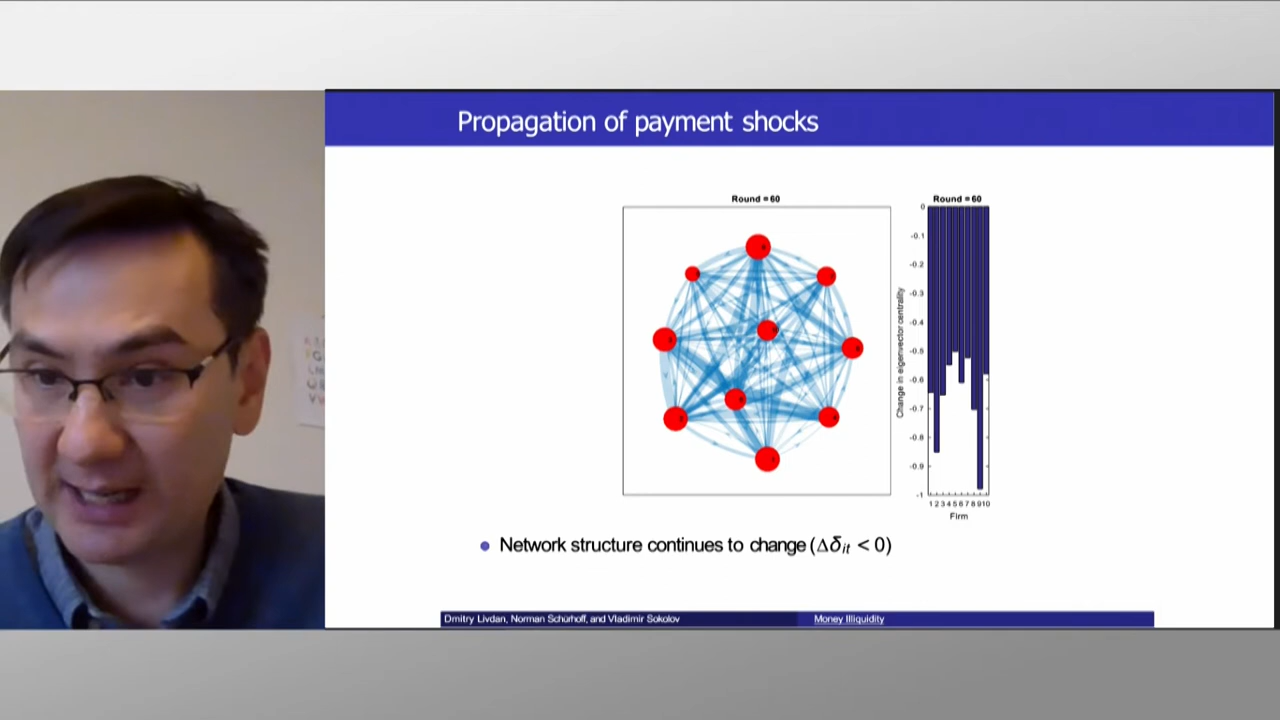 Propagation of payment shocks
Round = 60
Round = 60
0
-0.1
-0.2
-0.3
-0.4
-0.5
-0.6
-0.7
-0.8
-0.9
-1
Change in eigenvector centrality
1 2 3 4 5 6 7 8 9 10
Firm
• Network structure continues to change (Δδit < 0)
Dmitry Livdan, Norman Schürhoff, and Vladimir Sokolov
Money Illiquidity